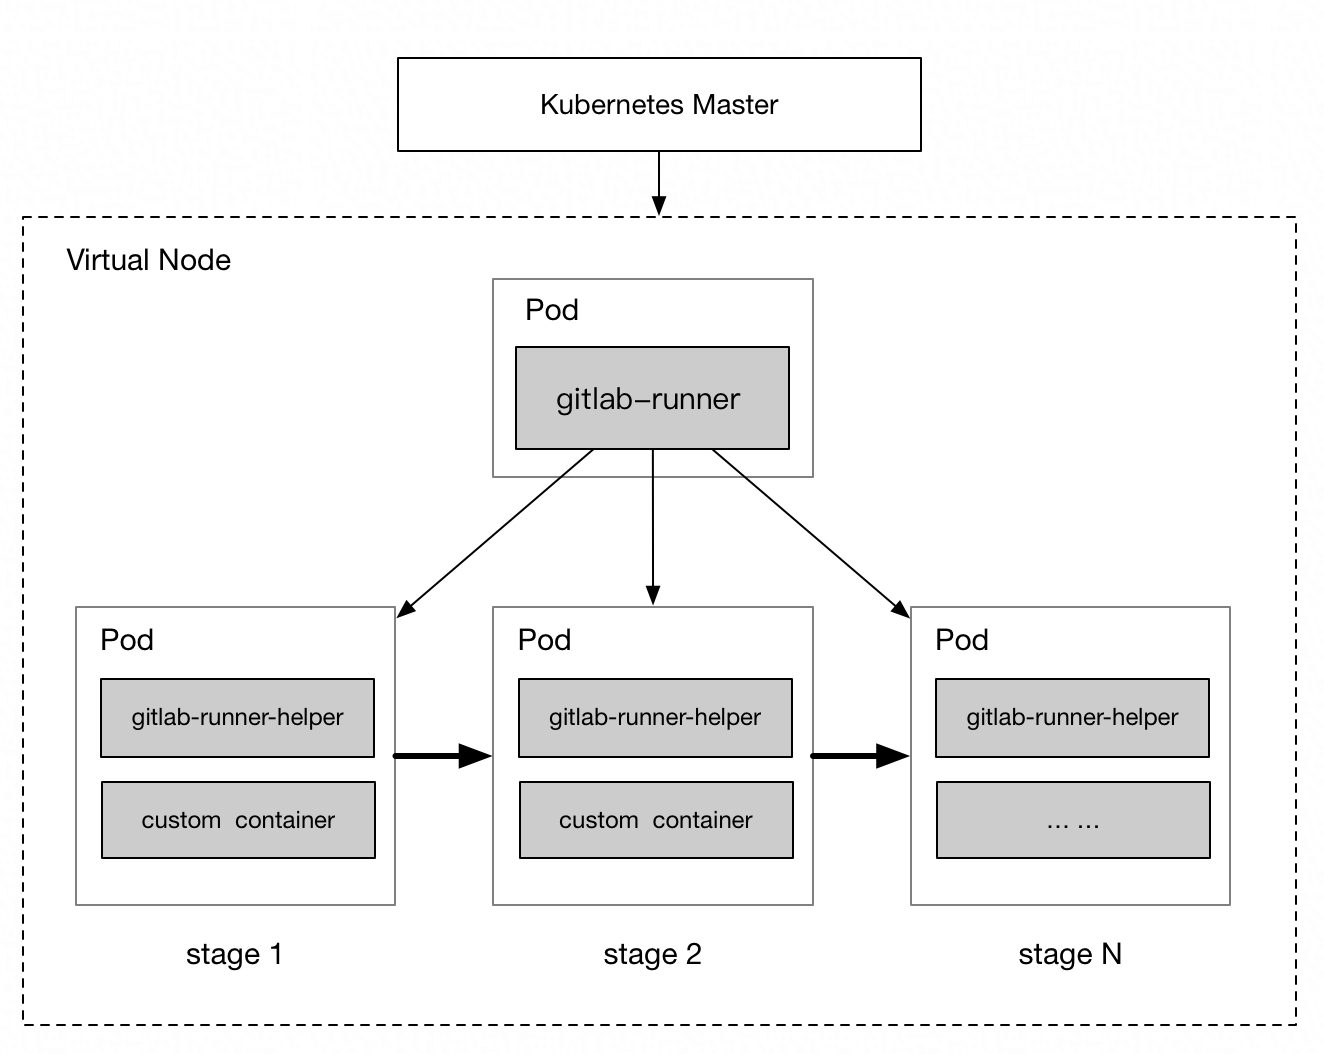 Kubernetes Master
Virtual Node
Pod
gitlab–runner
Pod
gitlab-runner-helper
custom container
stage 1
Pod
gitlab-runner-helper
custom container
stage 2
Pod
gitlab-runner-helper
... ...
stage N